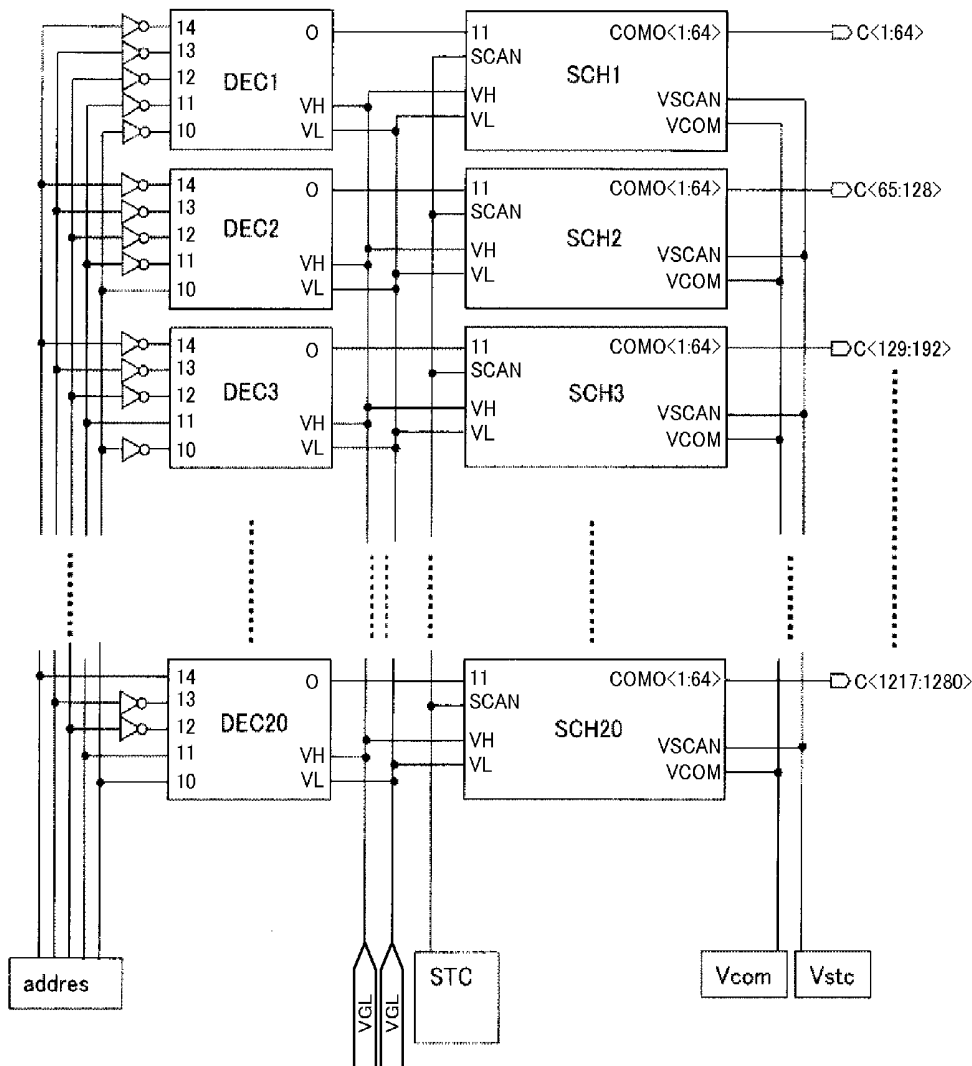 14
13
12
11
10
O
DEC1
VH
VL
11
SCAN
VH
VL
SCH1
COMO<1:64>
VSCAN
VCOM
C<1:64>
14
13
12
11
10
O
DEC2
VH
VL
11
SCAN
VH
VL
SCH2
COMO<1:64>
VSCAN
VCOM
C<65:128>
14
13
12
11
10
O
DEC3
VH
VL
11
SCAN
VH
VL
SCH3
COMO<1:64>
VSCAN
VCOM
C<129:192>
14
13
12
11
10
O
DEC20
VH
VL
11
SCAN
VH
VL
SCH20
COMO<1:64>
VSCAN
VCOM
C<1217:1280>
addres
VGL
VGL
STC
Vcom
Vstc